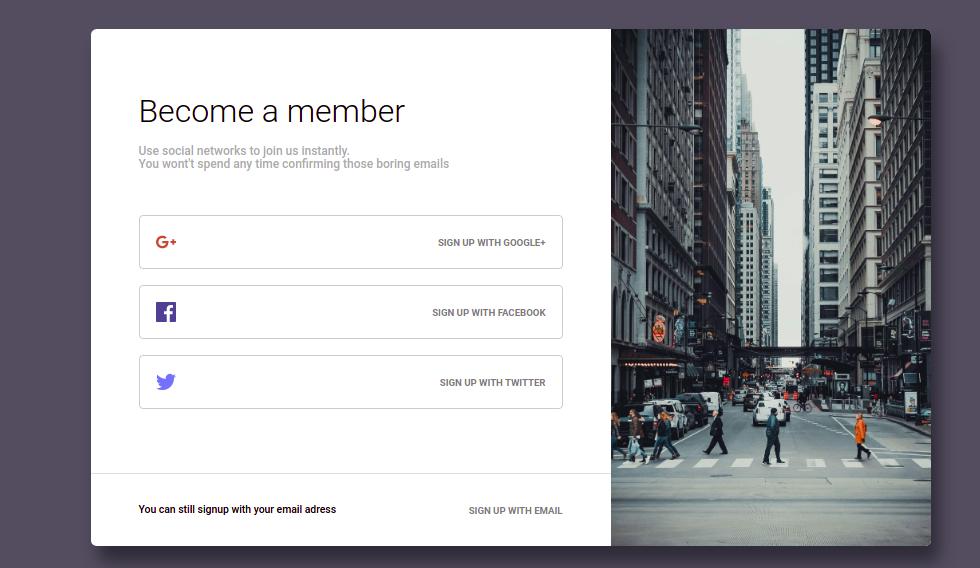 Become a member
Use social networks to join us instantly.
You won't spend any time confirming those boring emails
G+ SIGN UP WITH GOOGLE+
SIGN UP WITH FACEBOOK
SIGN UP WITH TWITTER
You can still signup with your email adress
SIGN UP WITH EMAIL